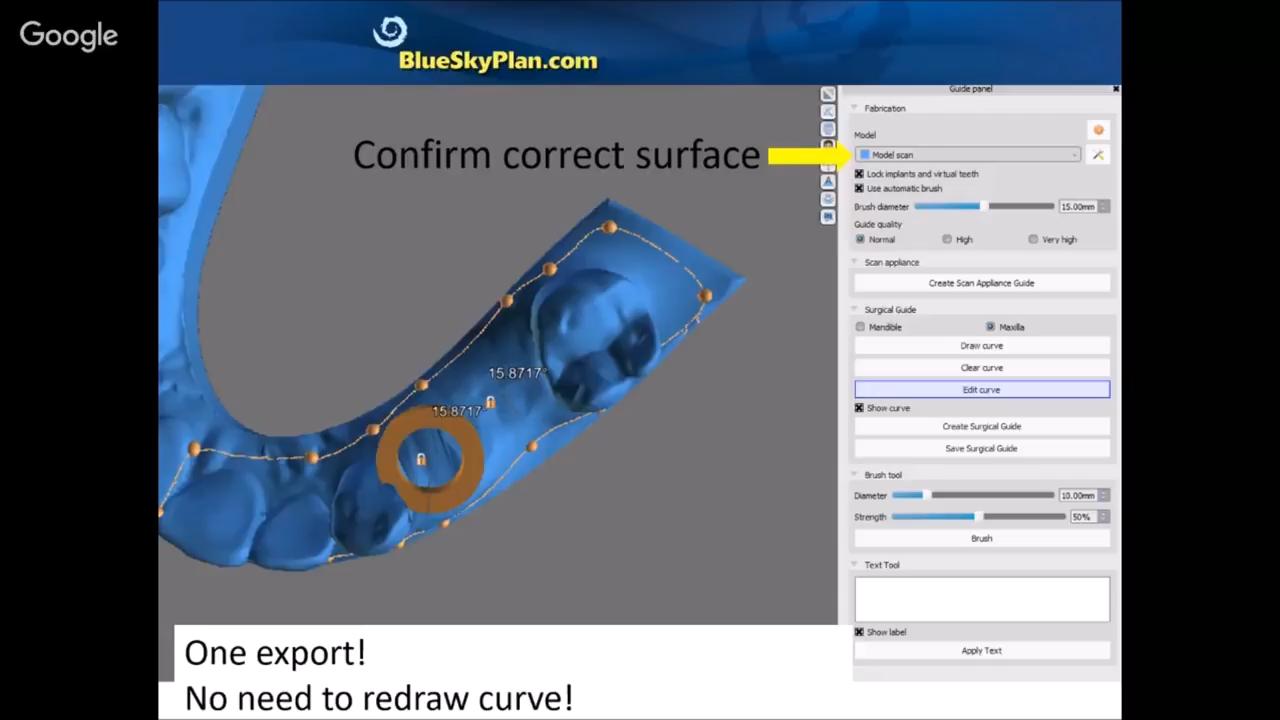 Google
BlueSkyPlan.com
Guide panel
Fabrication
Confirm correct surface
Model
Model scan
Lock implants and virtual teeth
Use automatic brush
Brush diameter
15.00mm
Guide quality
Normal
High
Very high
Scan appliance
Create Scan Appliance Guide
Surgical Guide
Mandible
Maxilla
Draw curve
Clear curve
Edit curve
Show curve
Create Surgical Guide
Save Surgical Guide
15.8717°
15.8717°
Brush tool
Diameter
10.00mm
Strength
50%
Brush
Text Tool
Show label
Apply Text
One export!
No need to redraw curve!